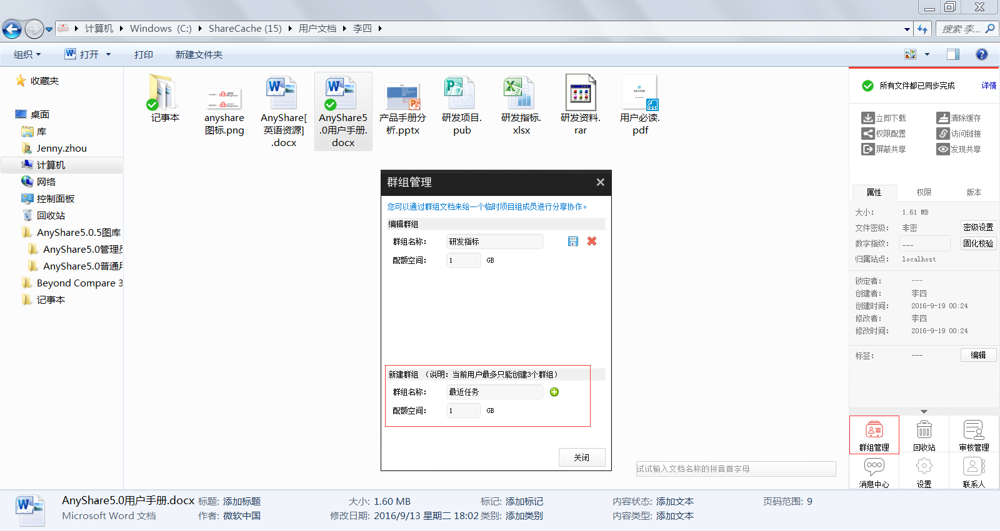 计算机 Windows (C:) ShareCache (15) 用户文档 李四
搜索 李...
组织 打开 打印 新建文件夹
收藏夹
桌面
库
Jenny.zhou
计算机
网络
控制面板
回收站
AnyShare5.0.5图库
AnyShare5.0管理员
AnyShare5.0普通用
Beyond Compare 3
记事本
记事本
anyshare
图标.png
AnyShare[
英语资源]
.docx
AnyShare5
.0用户手册.
docx
产品手册分
析.pptx
研发项目.
pub
研发指标.
xlsx
研发资料.
rar
用户必读.
pdf
群组管理
您可以通过群组文档来给一个临时项目组成员进行分享协作。
编辑群组
群组名称: 研发指标
配额空间: 1 GB
新建群组 (说明: 当前用户最多只能创建3个群组)
群组名称: 最近任务
配额空间: 1 GB
关闭
试试输入文档名称的拼音首字母
所有文件都已同步完成 详情
立即下载 清除缓存
权限配置 访问链接
屏蔽共享 发现共享
属性 权限 版本
大小: 1.61 MB
文件密级: 非密 密级设置
数字指纹: --- 固化校验
归属站点: localhost
锁定者: ---
创建者: 李四
创建时间: 2016-9-19 00:24
修改者: 李四
修改时间: 2016-9-19 00:24
标签: --- 编辑
群组管理 回收站 审核管理
消息中心 设置 联系人
AnyShare5.0用户手册.docx 标题: 添加标题 大小: 1.60 MB 标记: 添加标记 内容状态: 添加文本 页码范围: 9
Microsoft Word 文档 作者: 微软中国 修改日期: 2016/9/13 星期二 18:02 类别: 添加类别 内容类型: 添加文本